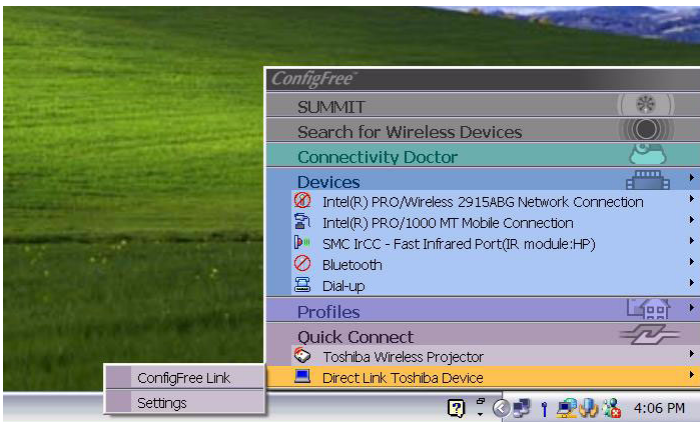 ConfigFree™
SUMMIT
Search for Wireless Devices
Connectivity Doctor
Devices
Intel(R) PRO/Wireless 2915ABG Network Connection
Intel(R) PRO/1000 MT Mobile Connection
SMC IrCC - Fast Infrared Port(IR module:HP)
Bluetooth
Dial-up
Profiles
Quick Connect
Toshiba Wireless Projector
Direct Link Toshiba Device
ConfigFree Link
Settings
4:06 PM